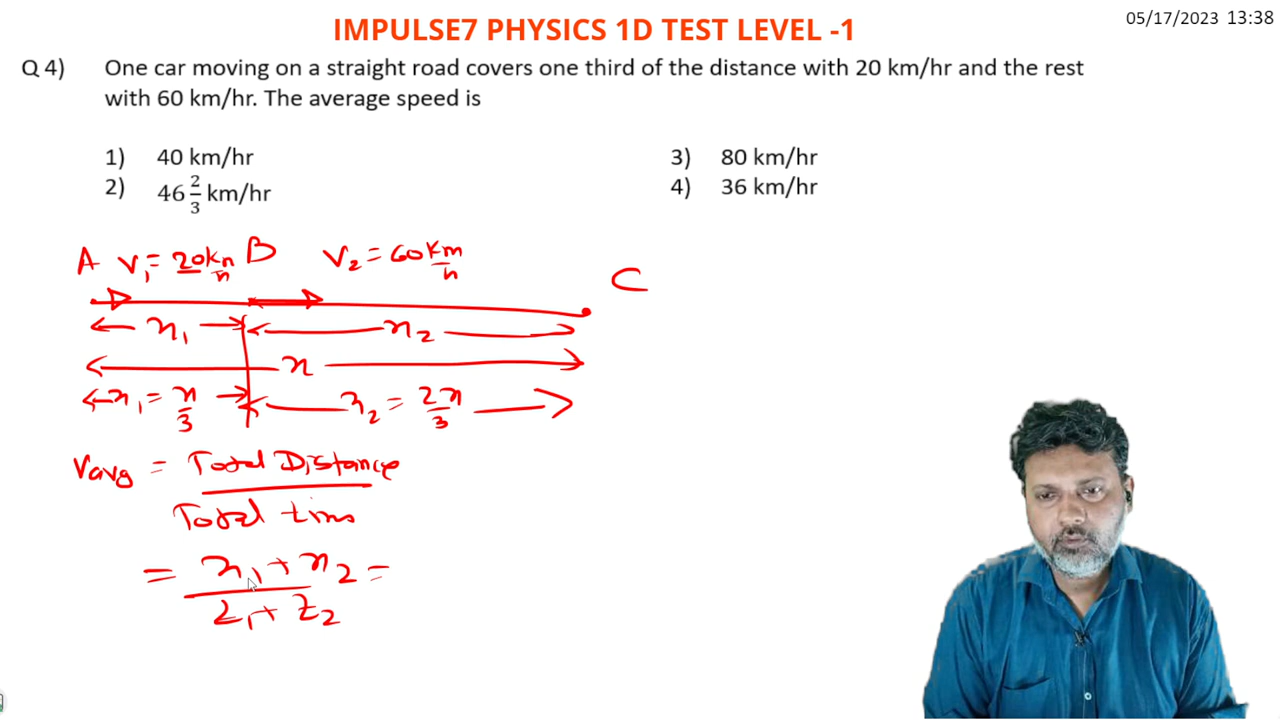 05/17/2023 13:38
IMPULSE7 PHYSICS 1D TEST LEVEL -1
Q 4) One car moving on a straight road covers one third of the distance with 20 km/hr and the rest
with 60 km/hr. The average speed is
1) 40 km/hr
3) 80 km/hr
2) 46 2/3 km/hr
4) 36 km/hr
A V₁ = 20 km/h B V₂ = 60 km/h
C
x₁ x₂
x
x₁ = x/3 x₂ = 2x/3
Vavg = Total Distance
Total time
= x₁ + x₂ =
t₁ + t₂